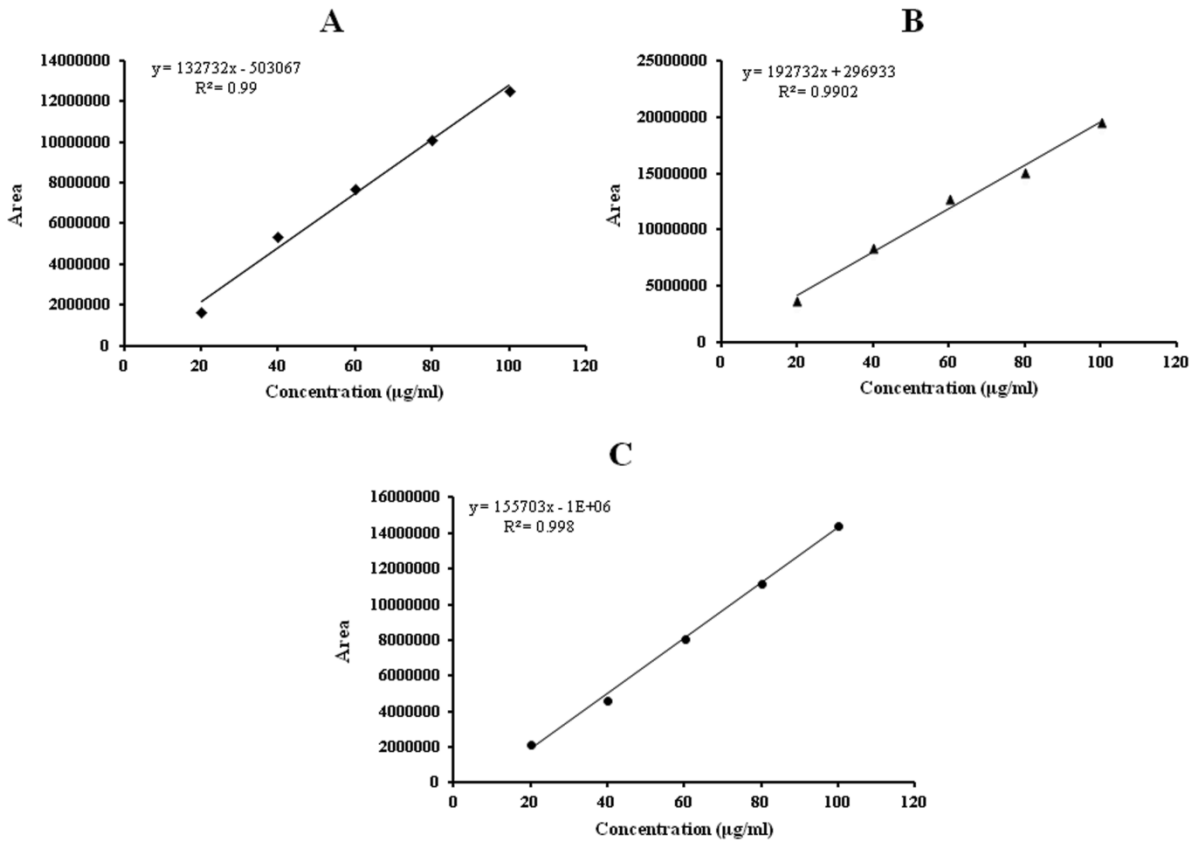 A
y = 132732x - 503067
R² = 0.99
14000000
12000000
10000000
8000000
6000000
4000000
2000000
0
Area
0 20 40 60 80 100 120
Concentration (µg/ml)
B
y = 192732x + 296933
R² = 0.9902
25000000
20000000
15000000
10000000
5000000
0
Area
0 20 40 60 80 100 120
Concentration (µg/ml)
C
y = 155703x - 1E+06
R² = 0.998
16000000
14000000
12000000
10000000
8000000
6000000
4000000
2000000
0
Area
0 20 40 60 80 100 120
Concentration (µg/ml)